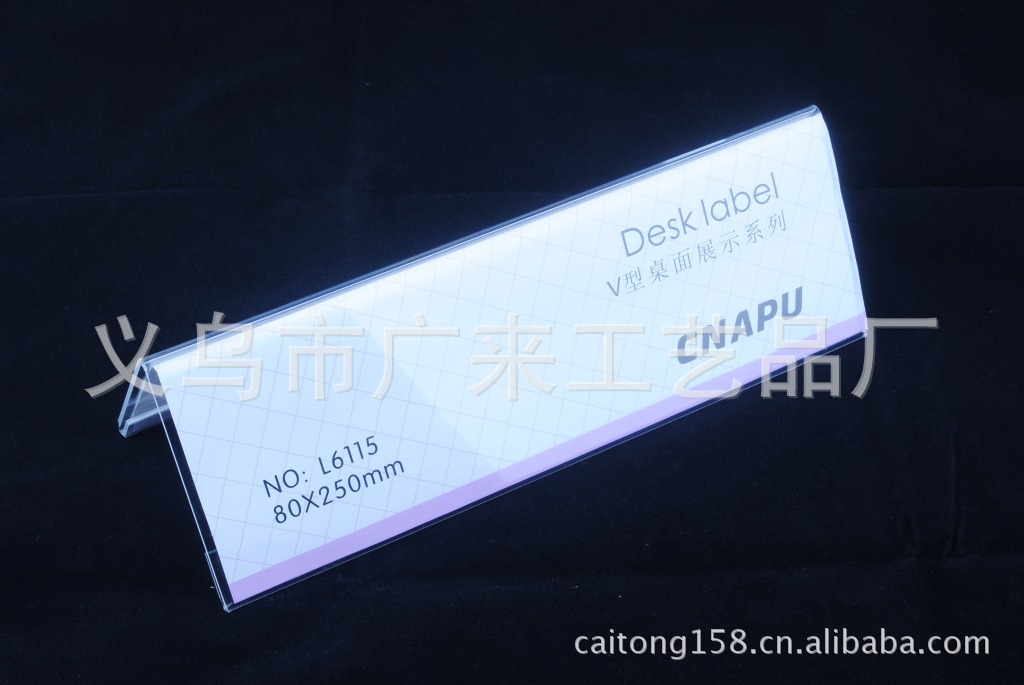 Desk label
V型桌面展示系列
CNAPU
义乌市广来工艺品厂
NO: L6115
80X250mm
caitong158.cn.alibaba.com